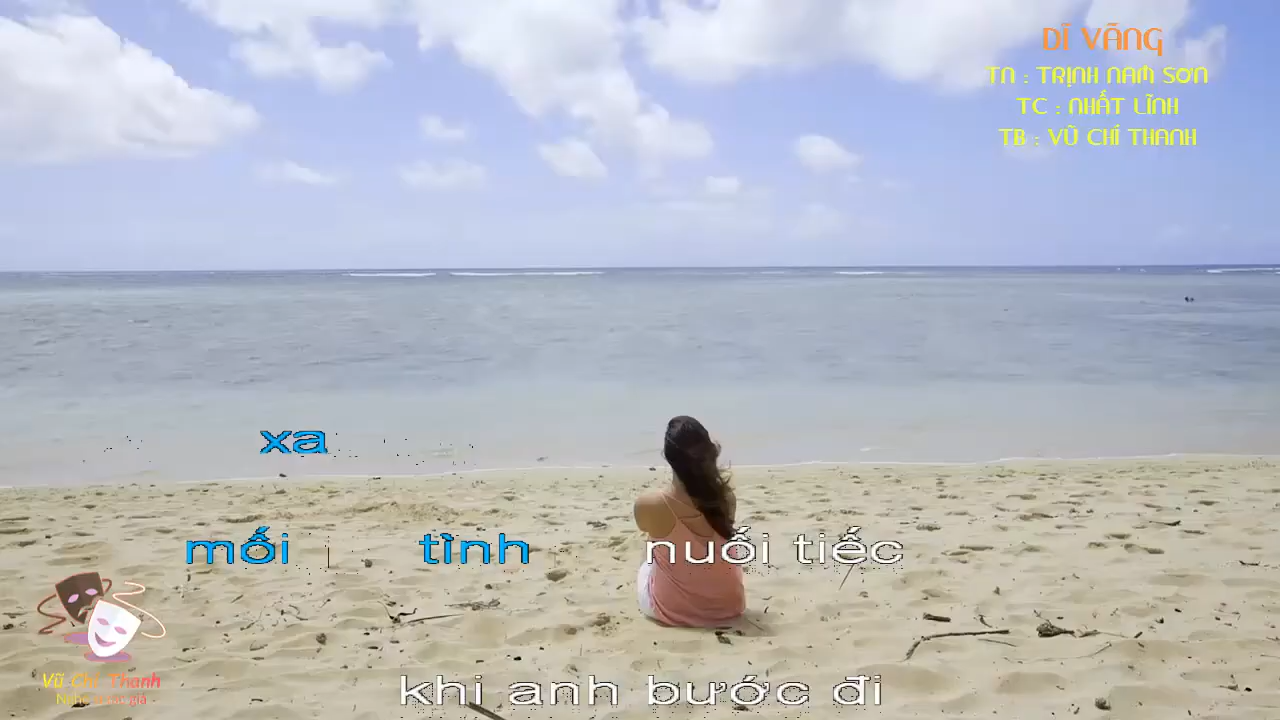 DĨ VÃNG
TN : TRỊNH NAM SƠN
TC : NHẤT LĨNH
TB : VŨ CHÍ THANH
xa
mối tình nuối tiếc
khi anh bước đi
Vũ Chí Thanh